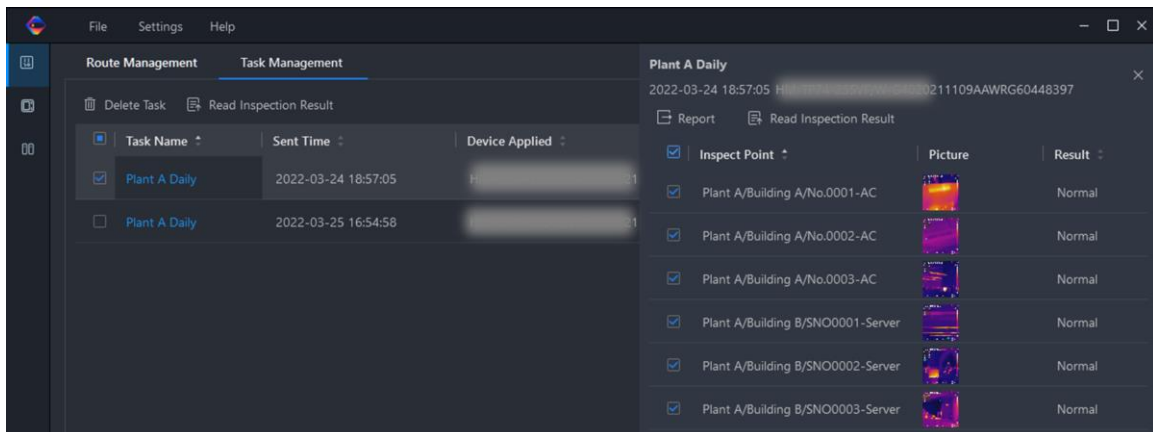 File Settings Help
Route Management Task Management
Delete Task Read Inspection Result
Task Name Sent Time Device Applied
Plant A Daily 2022-03-24 18:57:05
Plant A Daily 2022-03-25 16:54:58
Plant A Daily
2022-03-24 18:57:05
Report Read Inspection Result
Inspect Point Picture Result
Plant A/Building A/No.0001-AC Normal
Plant A/Building A/No.0002-AC Normal
Plant A/Building A/No.0003-AC Normal
Plant A/Building B/SNO0001-Server Normal
Plant A/Building B/SNO0002-Server Normal
Plant A/Building B/SNO0003-Server Normal